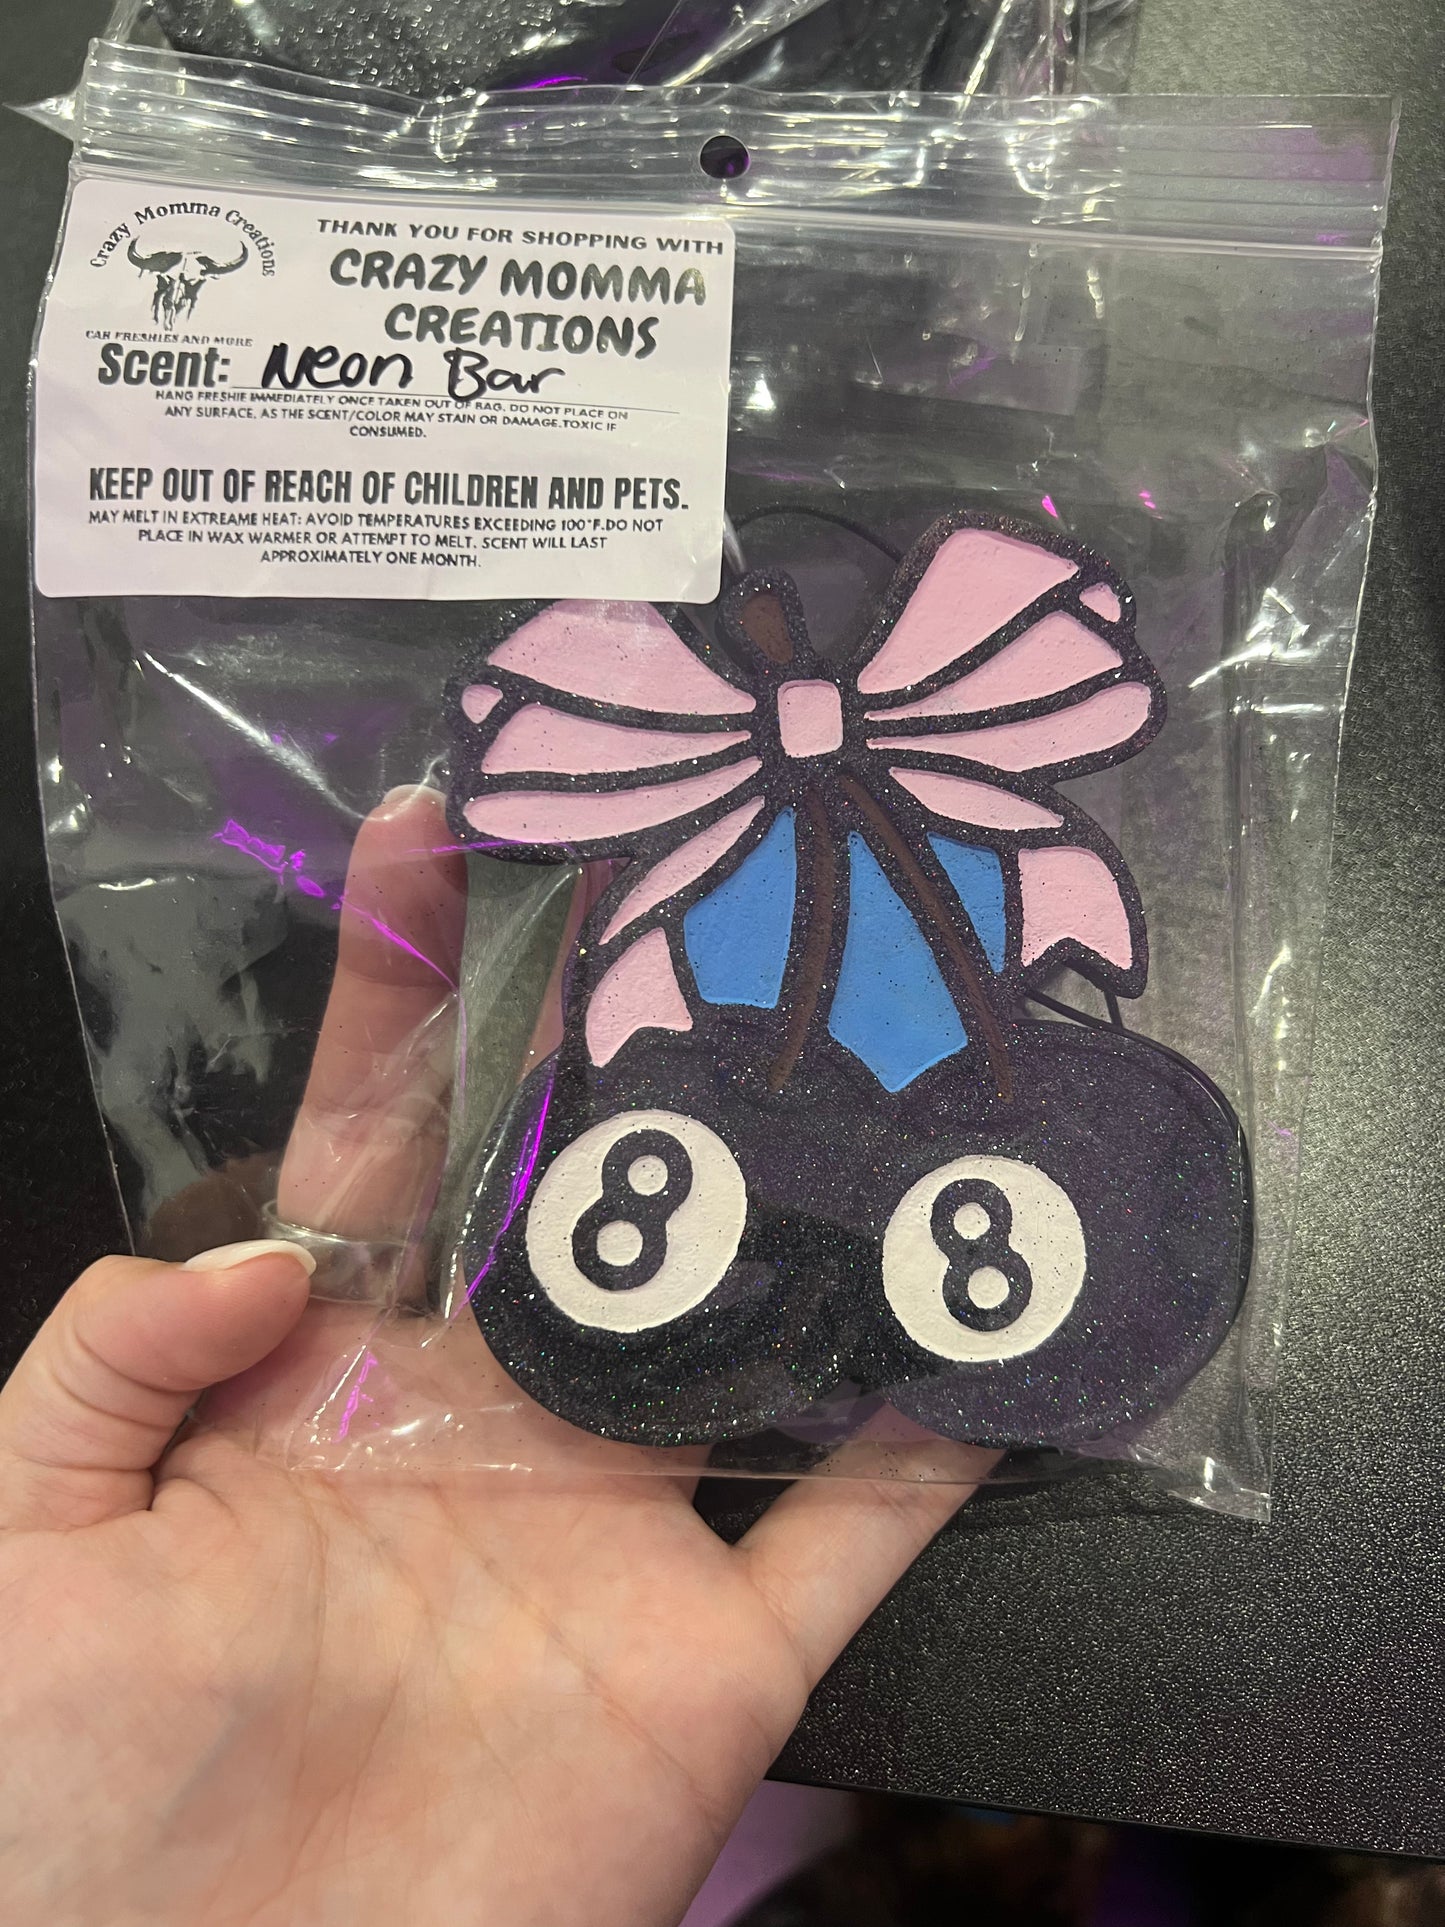 Crazy Momma Creations
CAR FRESHIES AND MORE
THANK YOU FOR SHOPPING WITH
CRAZY MOMMA
CREATIONS
Scent: Neon Bar
HANG FRESHIE IMMEDIATELY ONCE TAKEN OUT OF BAG. DO NOT PLACE ON
ANY SURFACE, AS THE SCENT/COLOR MAY STAIN OR DAMAGE.TOXIC IF
CONSUMED.
KEEP OUT OF REACH OF CHILDREN AND PETS.
MAY MELT IN EXTREAME HEAT: AVOID TEMPERATURES EXCEEDING 100°F.DO NOT
PLACE IN WAX WARMER OR ATTEMPT TO MELT. SCENT WILL LAST
APPROXIMATELY ONE MONTH.
8
8